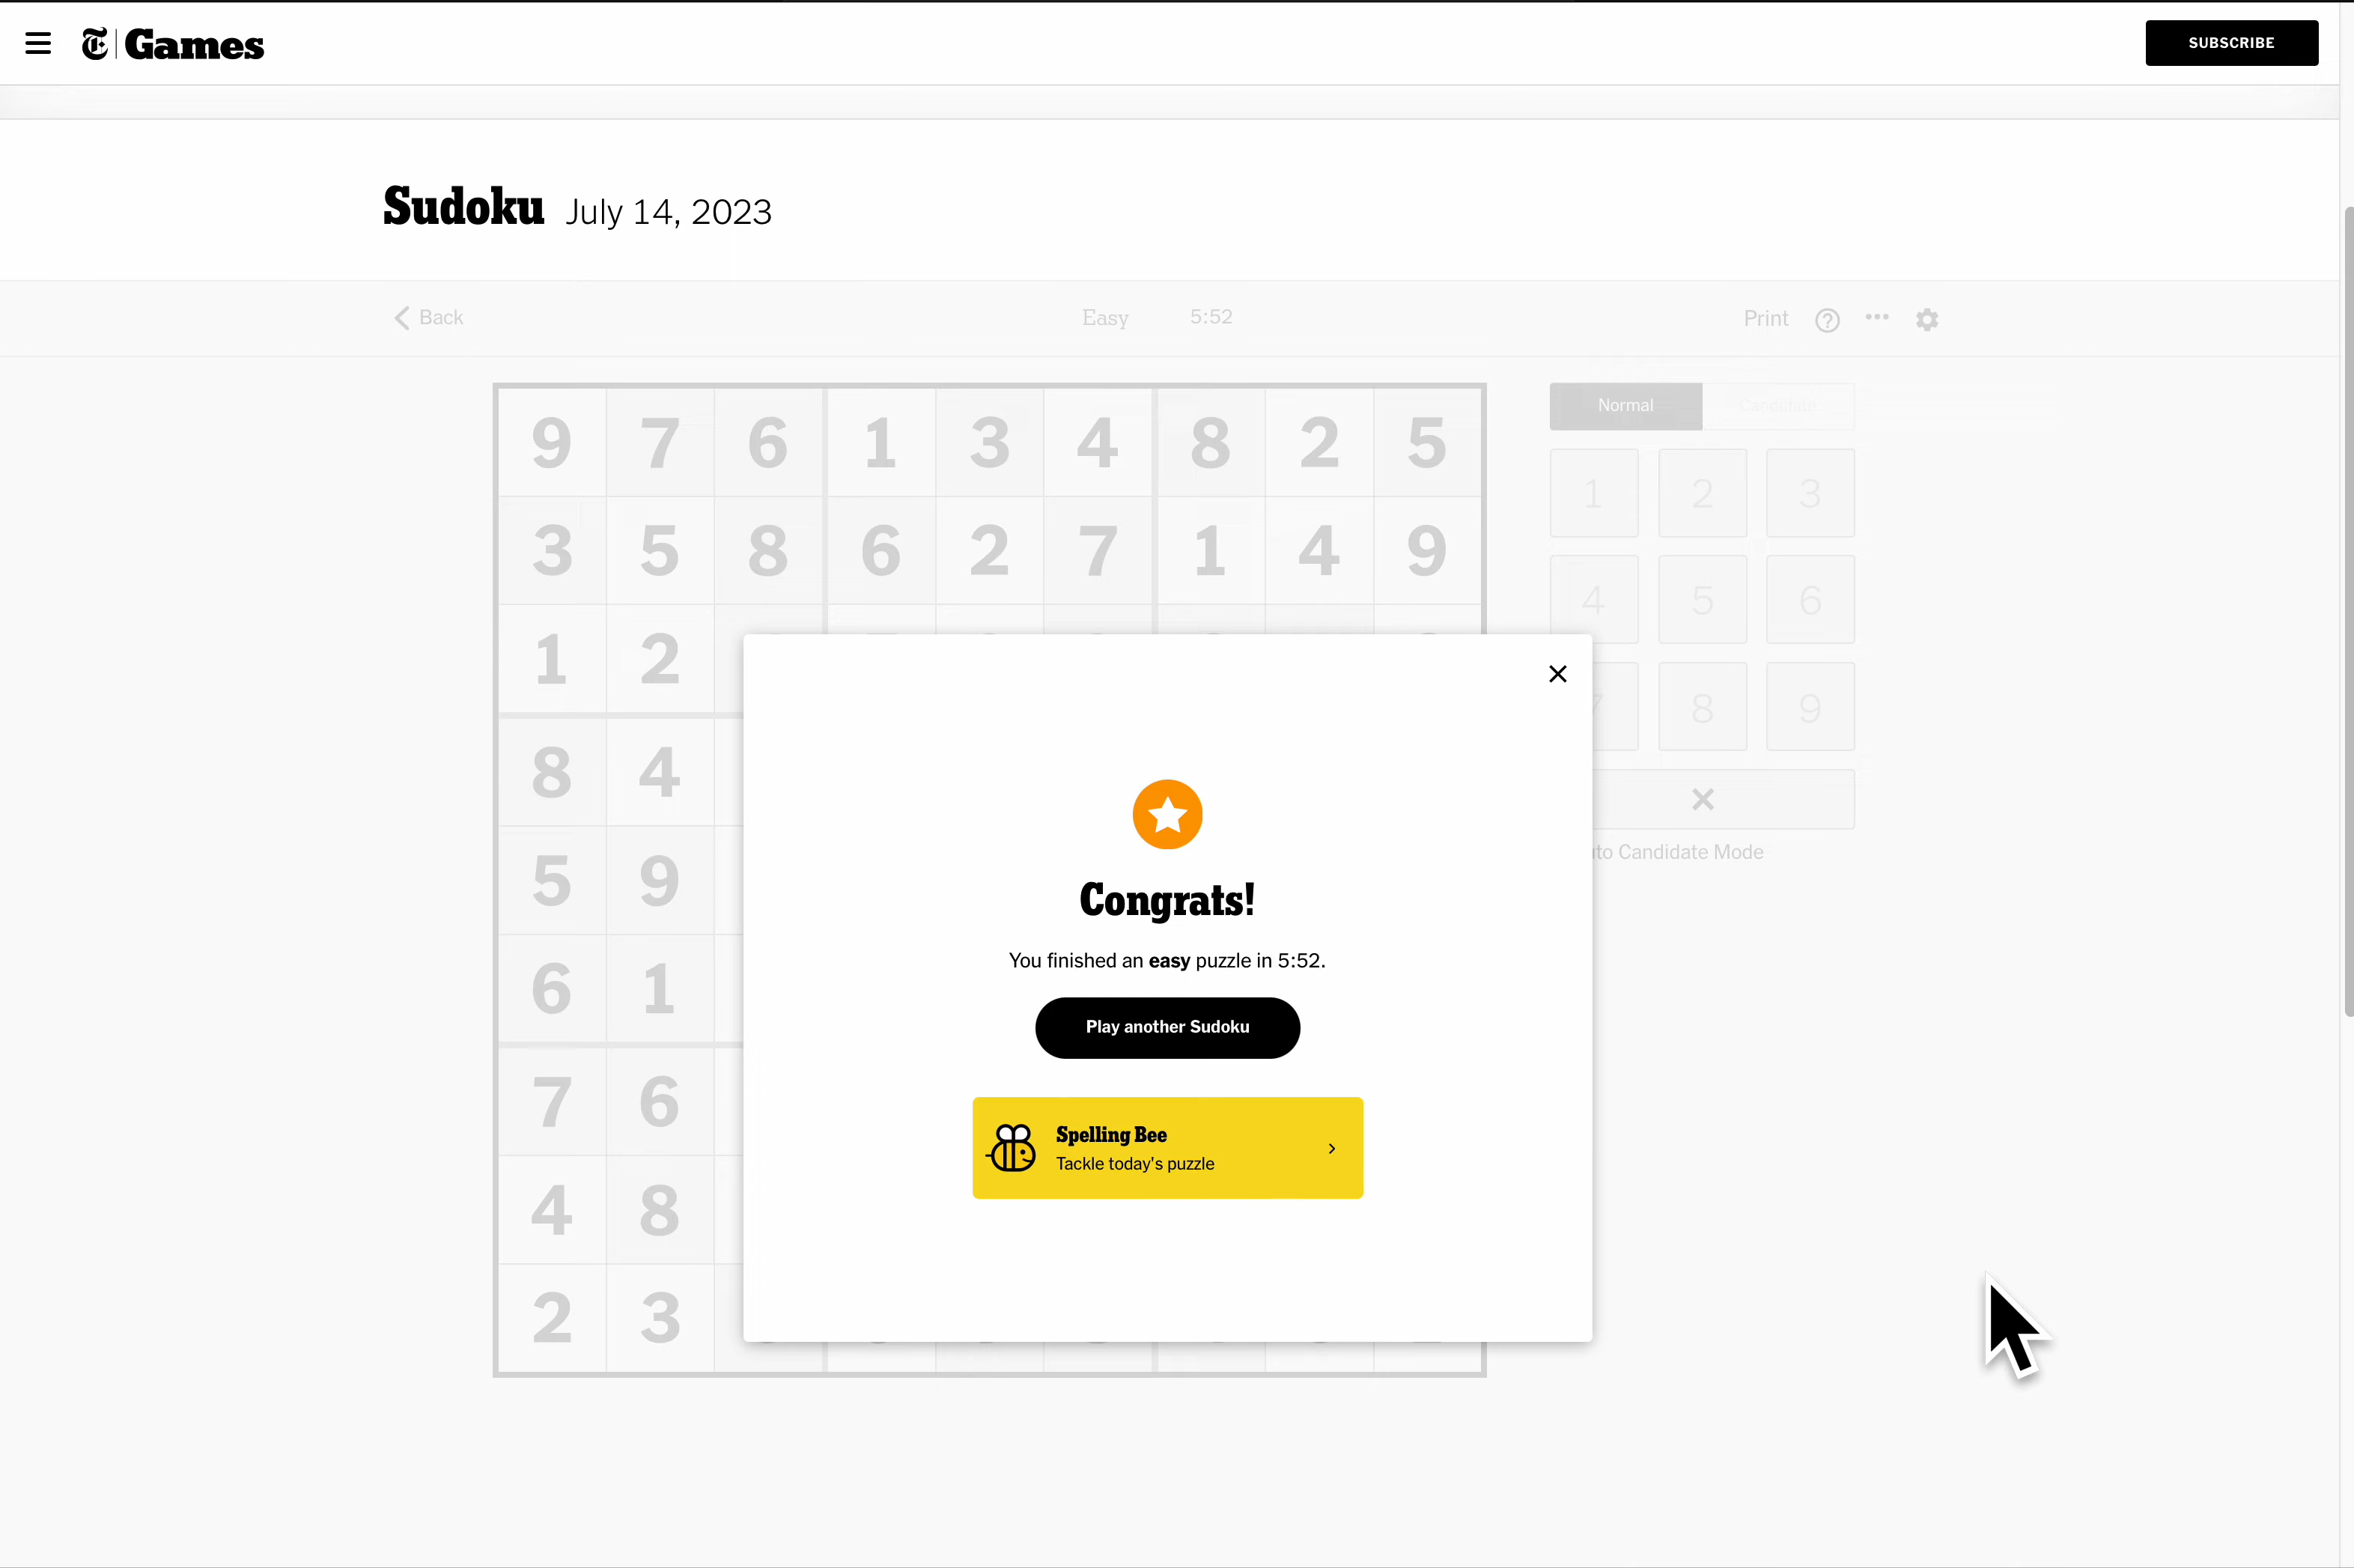 T Games
SUBSCRIBE
Sudoku July 14, 2023
Back Easy 5:52 Print
9 7 6 1 3 4 8 2 5
Normal Candidate
1 2 3
3 5 8 6 2 7 1 4 9
4 5 6
1 2
7 8 9
8 4
to Candidate Mode
5 9
Congrats!
You finished an easy puzzle in 5:52.
6 1
Play another Sudoku
7 6
Spelling Bee
Tackle today's puzzle
4 8
2 3